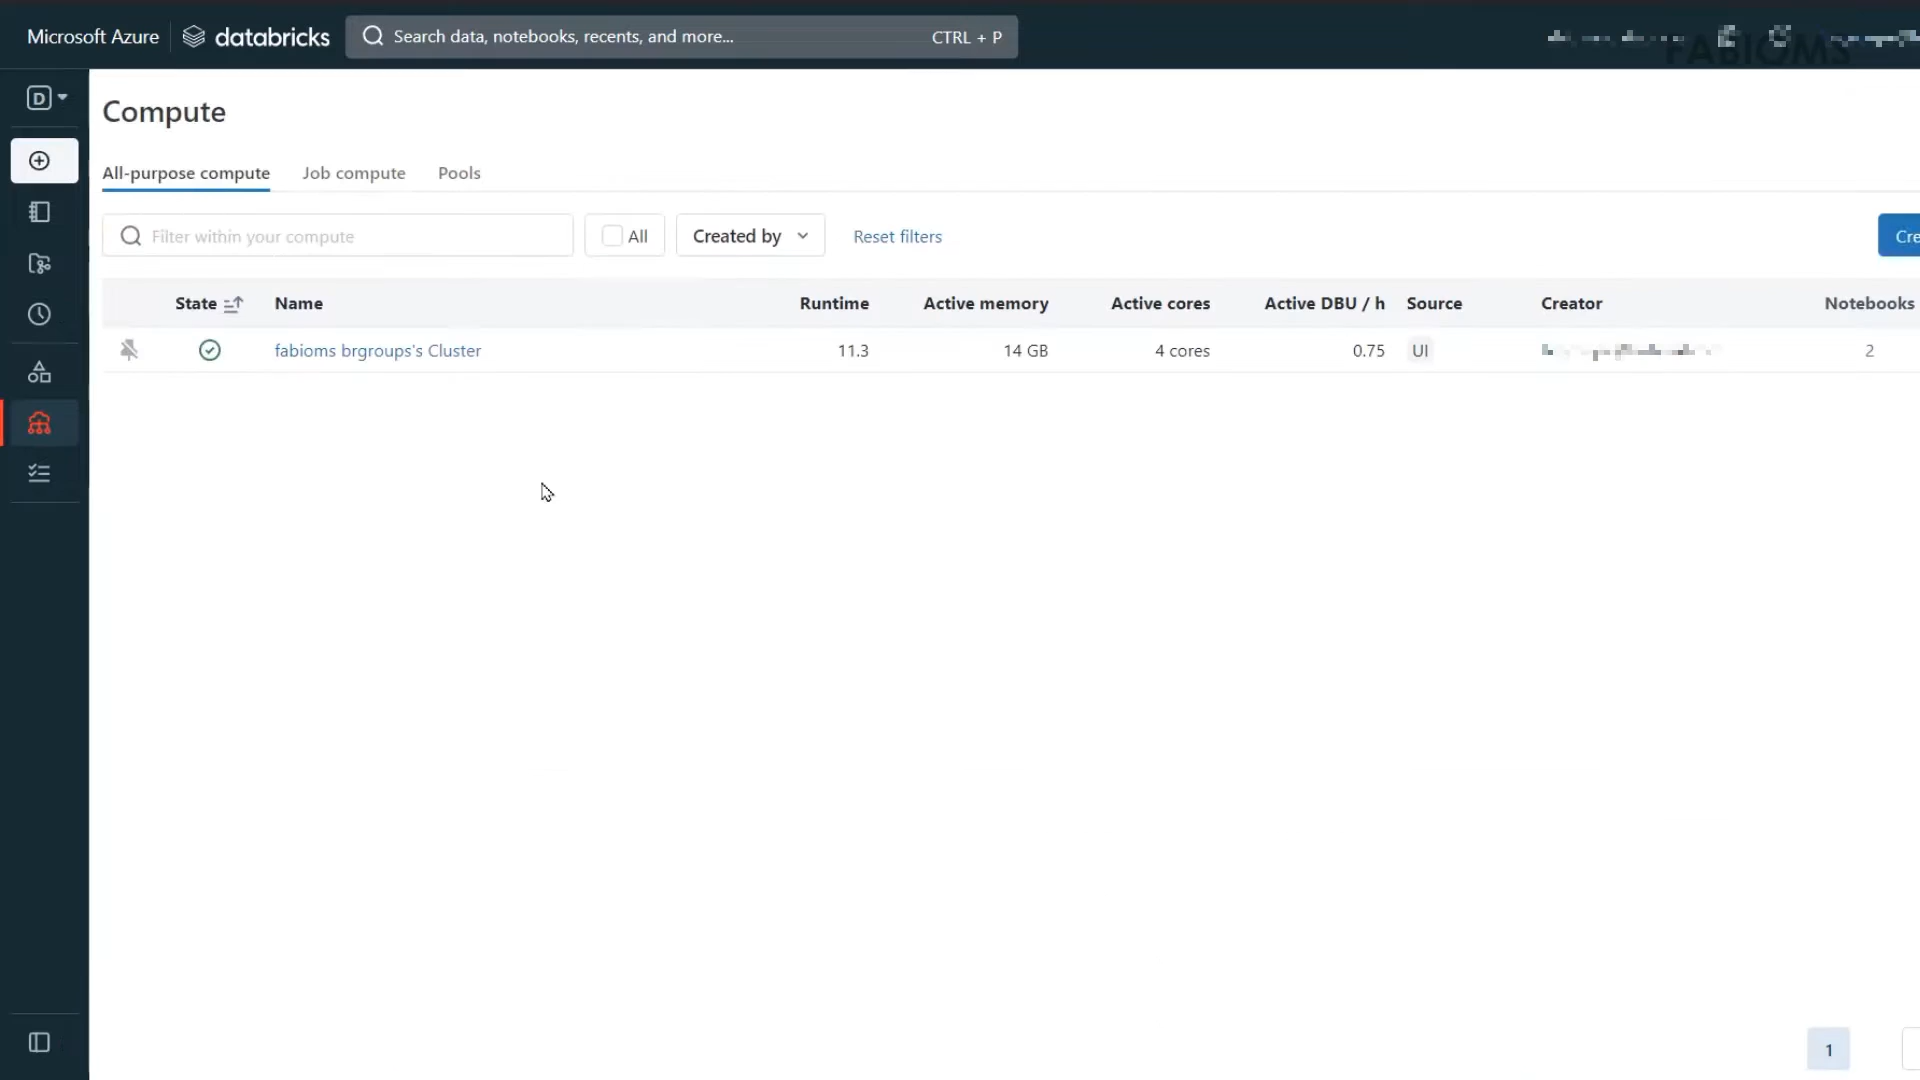 Microsoft Azure databricks Search data, notebooks, recents, and more... CTRL + P
FABIOMS
D
Compute
All-purpose compute Job compute Pools
Filter within your compute All Created by Reset filters Cre
State Name Runtime Active memory Active cores Active DBU / h Source Creator Notebooks
fabioms brgroups's Cluster 11.3 14 GB 4 cores 0.75 UI 2
1